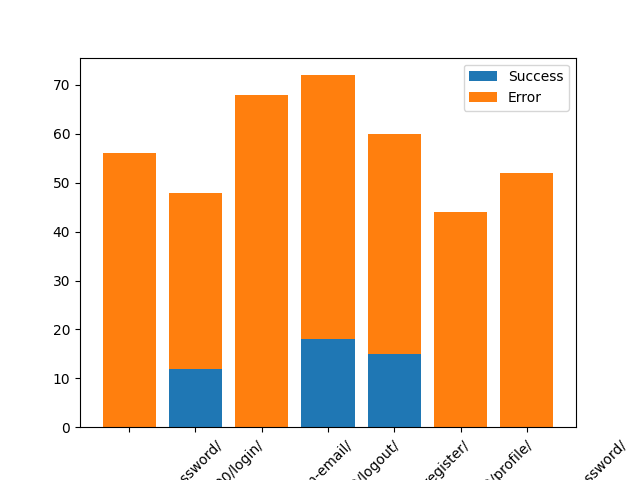 Success
Error
70
60
50
40
30
20
10
0
ssword/
00/login/
n-email/
/logout/
register/
/profile/
ssword/